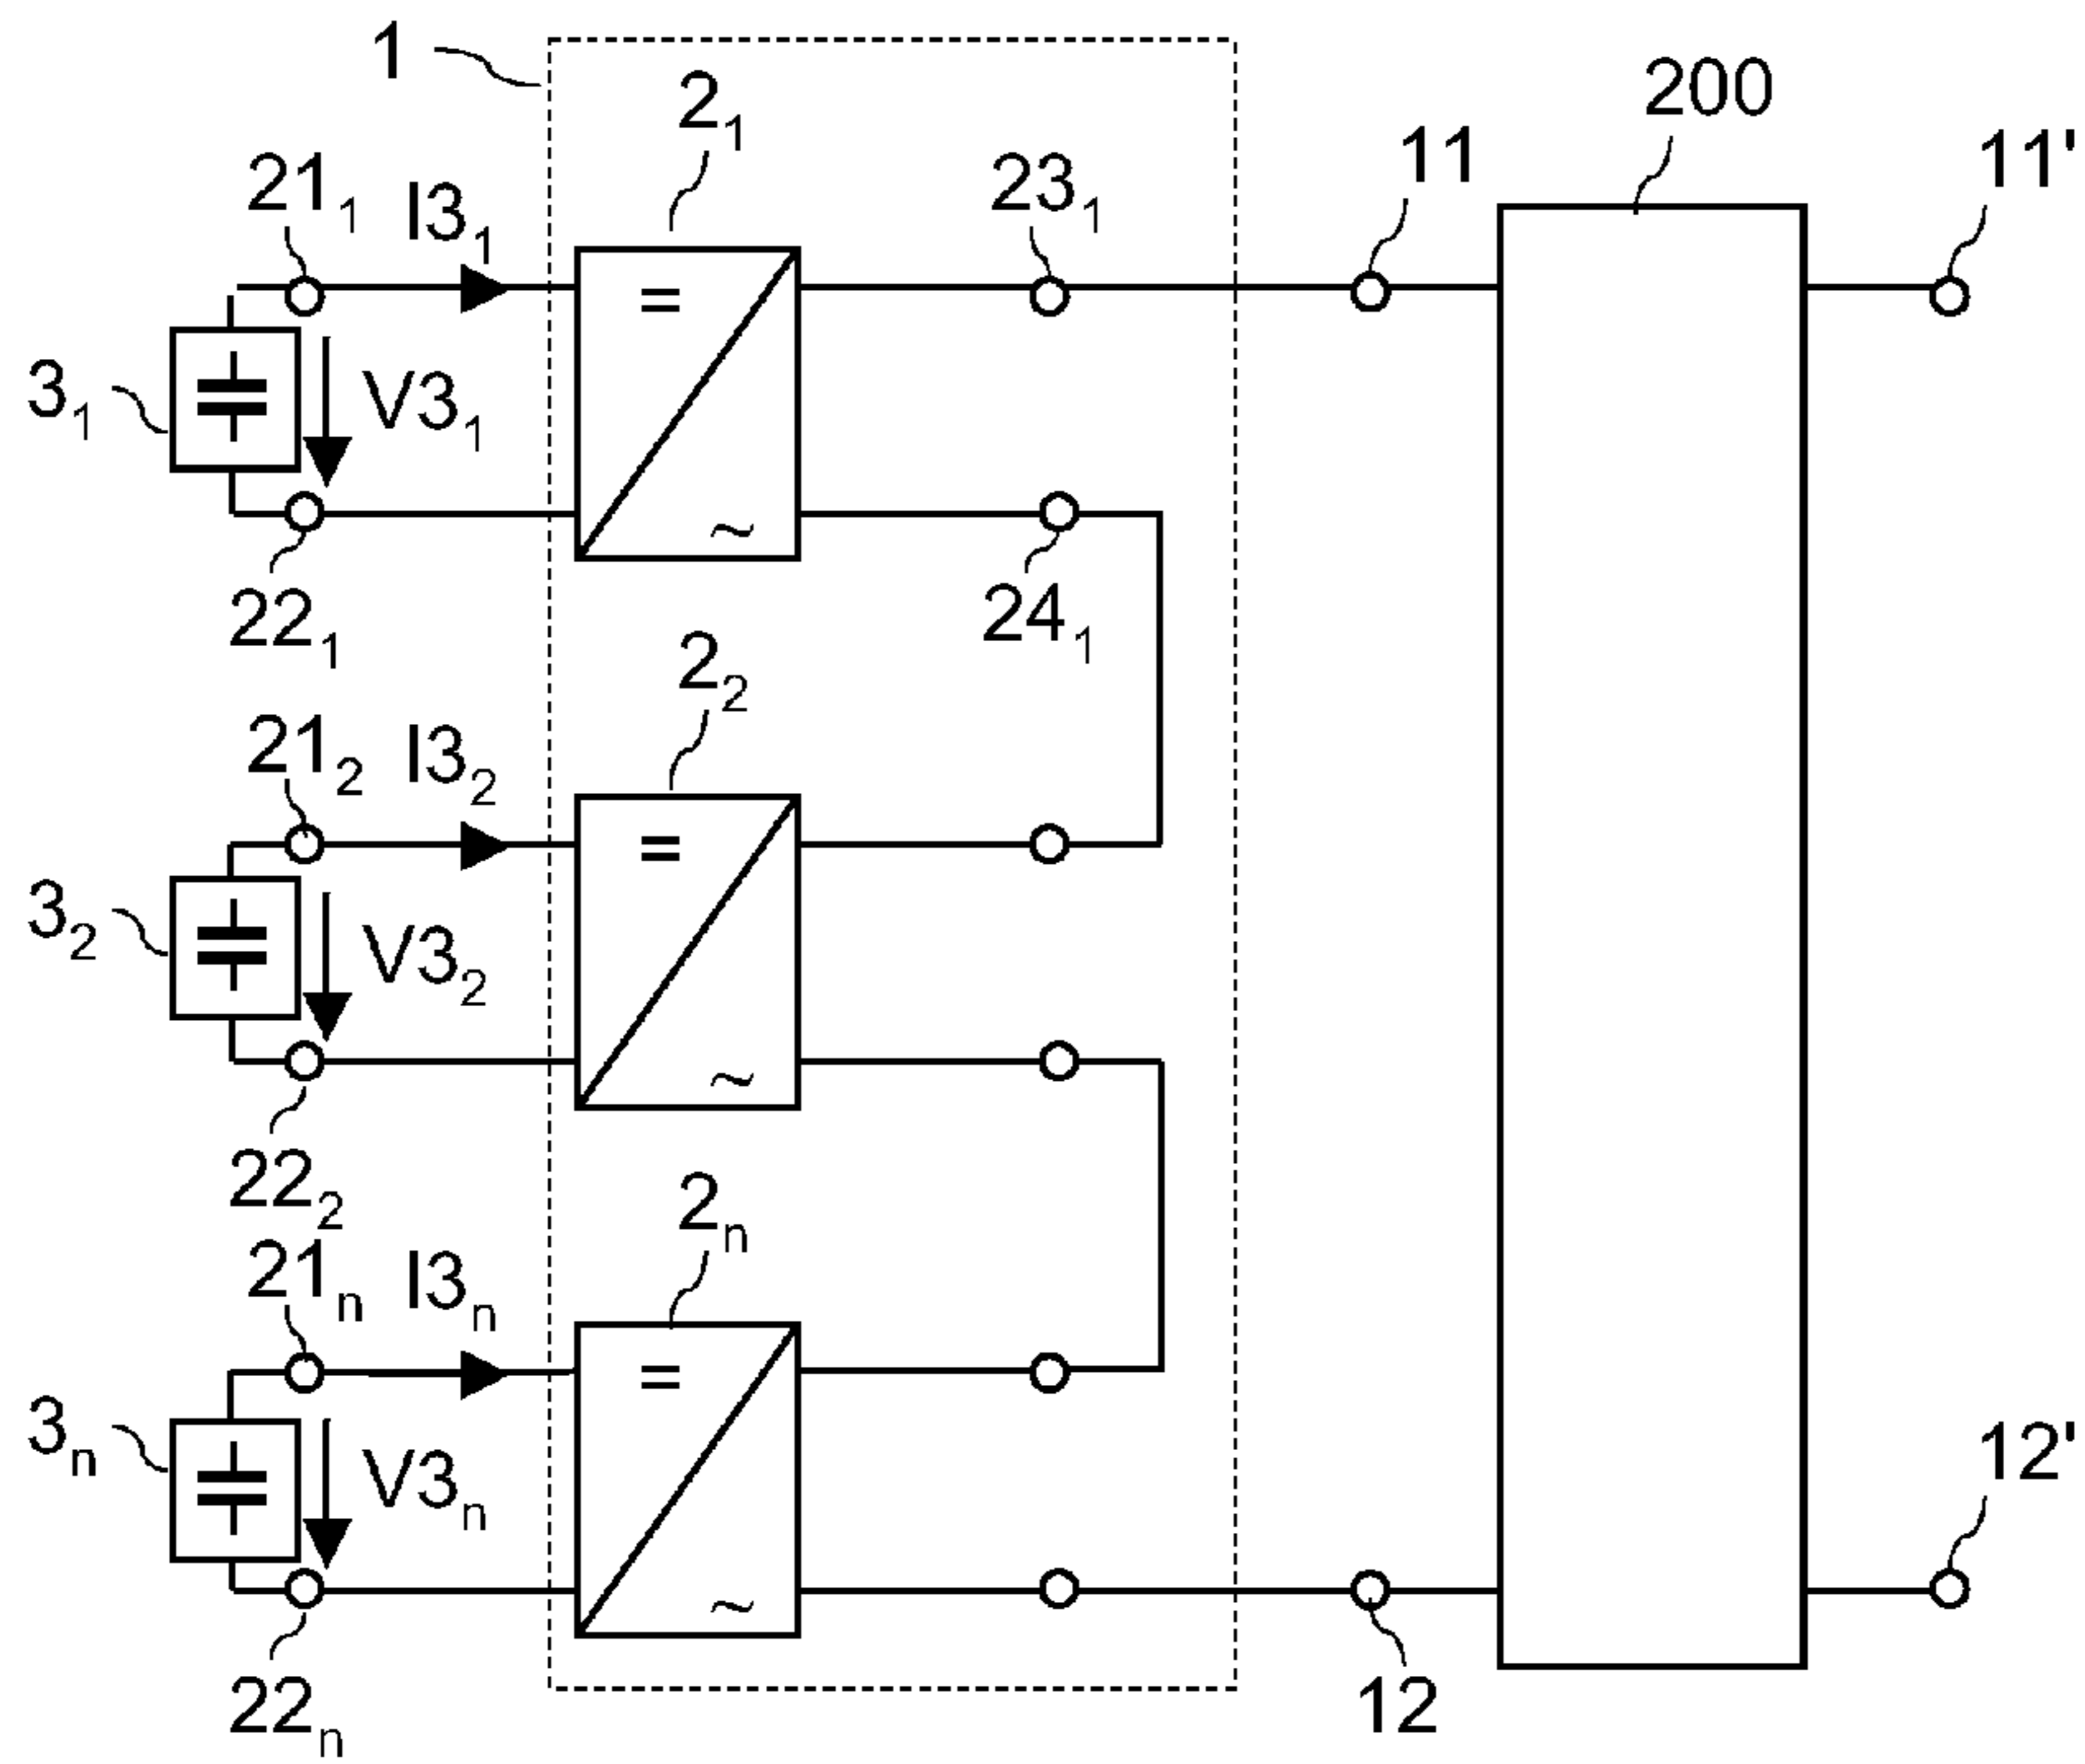 1
2₁
200
21₁
I3₁
23₁
11
11'
=
3₁
V3₁
~
22₁
24₁
2₂
21₂
I3₂
=
3₂
V3₂
~
22₂
2ₙ
21ₙ
I3ₙ
=
3ₙ
V3ₙ
12'
~
22ₙ
12